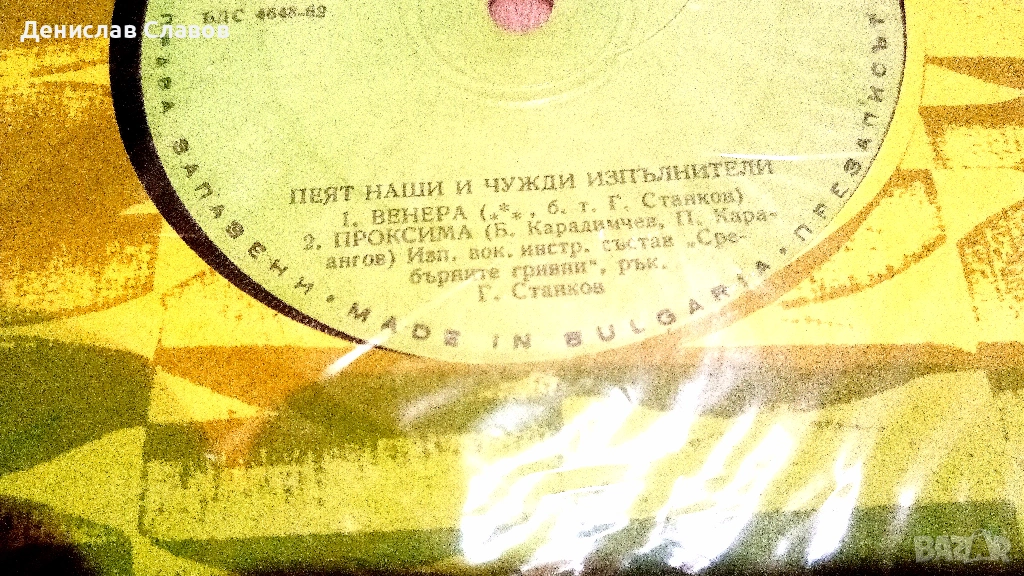 Денислав Славов
БДС 4648-62
ПЕЯТ НАШИ И ЧУЖДИ ИЗПЪЛНИТЕЛИ
1. ВЕНЕРА (***, б. т. Г. Станков)
2. ПРОКСИМА (Б. Карадимчев, П. Кара-
ангов) Изп. вок. инстр. състав „Сре-
бърните гривни", рък.
Г. Станков
ЗАПАЗЕНИ • MADE IN BULGARIA • ПРЕЗАПИСЪТ
BAZAR